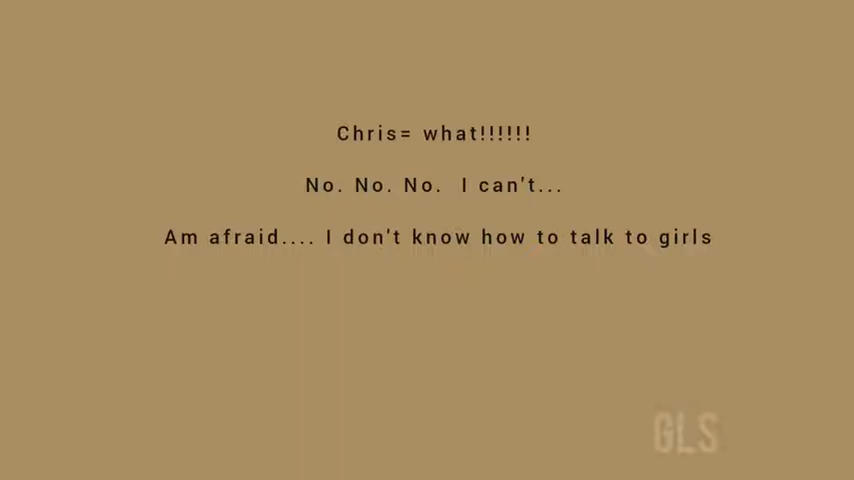 Chris= what!!!!!!
No. No. No. I can't...
Am afraid.... I don't know how to talk to girls
GLS